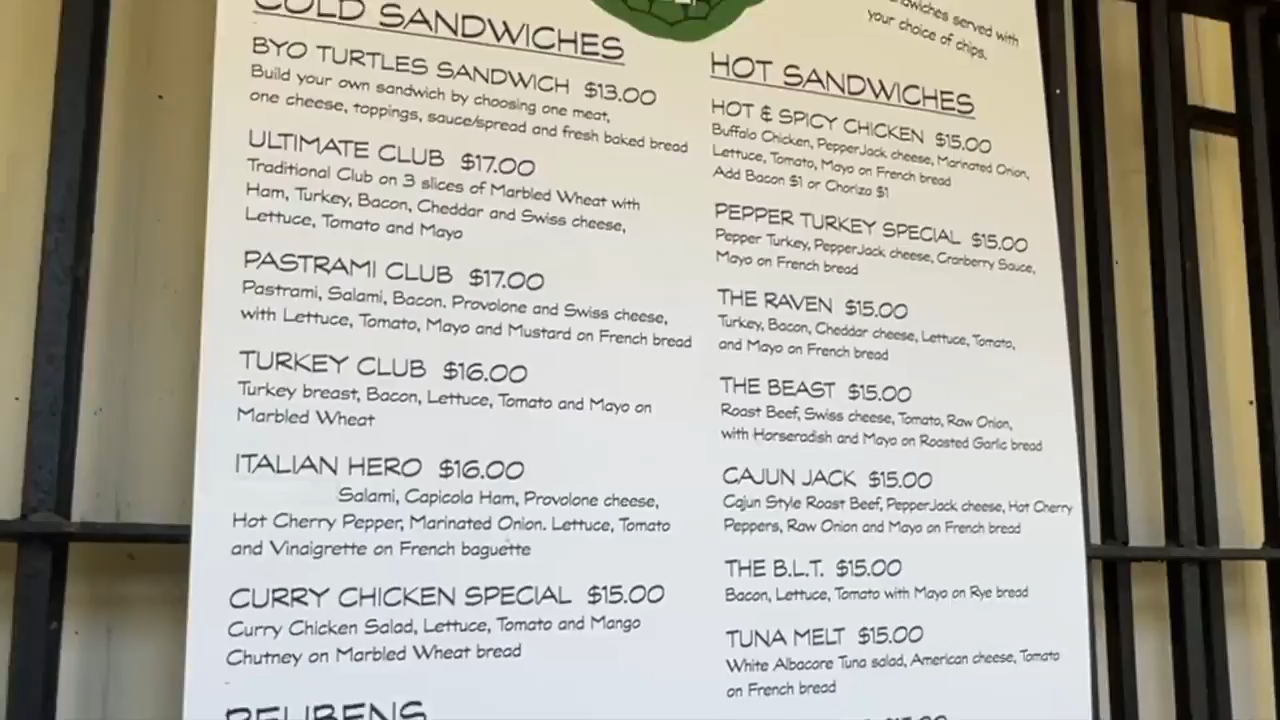 COLD SANDWICHES
BYO TURTLES SANDWICH $13.00
Build your own sandwich by choosing one meat,
one cheese, toppings, sauce/spread and fresh baked bread
ULTIMATE CLUB $17.00
Traditional Club on 3 slices of Marbled Wheat with
Ham, Turkey, Bacon, Cheddar and Swiss cheese,
Lettuce, Tomato and Mayo
PASTRAMI CLUB $17.00
Pastrami, Salami, Bacon. Provolone and Swiss cheese,
with Lettuce, Tomato, Mayo and Mustard on French bread
TURKEY CLUB $16.00
Turkey breast, Bacon, Lettuce, Tomato and Mayo on
Marbled Wheat
ITALIAN HERO $16.00
Salami, Capicola Ham, Provolone cheese,
Hot Cherry Pepper, Marinated Onion. Lettuce, Tomato
and Vinaigrette on French baguette
CURRY CHICKEN SPECIAL $15.00
Curry Chicken Salad, Lettuce, Tomato and Mango
Chutney on Marbled Wheat bread
REUBENS
served with
your choice of chips.
HOT SANDWICHES
HOT & SPICY CHICKEN $15.00
Buffalo Chicken, PepperJack cheese, Marinated Onion,
Lettuce, Tomato, Mayo on French bread
Add Bacon $1 or Chorizo $1
PEPPER TURKEY SPECIAL $15.00
Pepper Turkey, PepperJack cheese, Cranberry Sauce,
Mayo on French bread
THE RAVEN $15.00
Turkey, Bacon, Cheddar cheese, Lettuce, Tomato,
and Mayo on French bread
THE BEAST $15.00
Roast Beef, Swiss cheese, Tomato, Raw Onion,
with Horseradish and Mayo on Roasted Garlic bread
CAJUN JACK $15.00
Cajun Style Roast Beef, PepperJack cheese, Hot Cherry
Peppers, Raw Onion and Mayo on French bread
THE B.L.T. $15.00
Bacon, Lettuce, Tomato with Mayo on Rye bread
TUNA MELT $15.00
White Albacore Tuna salad, American cheese, Tomato
on French bread